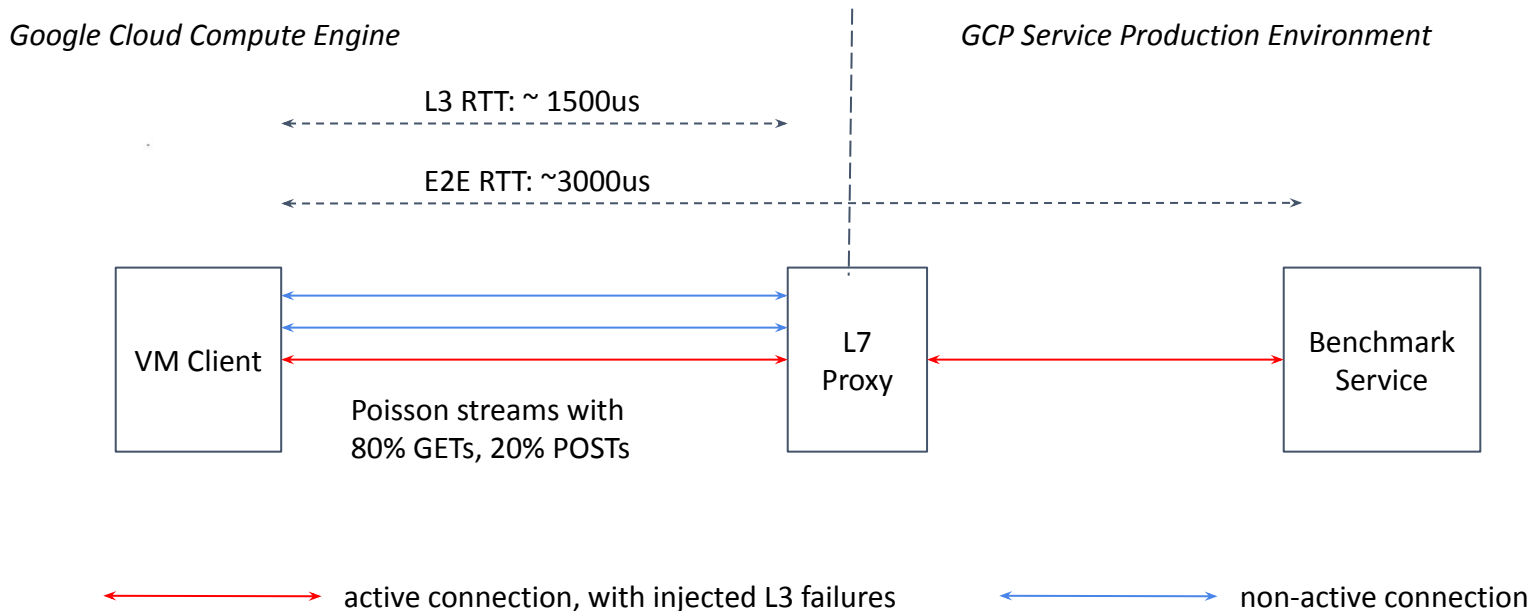 Google Cloud Compute Engine
GCP Service Production Environment
L3 RTT: ~ 1500us
E2E RTT: ~3000us
VM Client
L7
Proxy
Benchmark
Service
Poisson streams with
80% GETs, 20% POSTs
active connection, with injected L3 failures
non-active connection